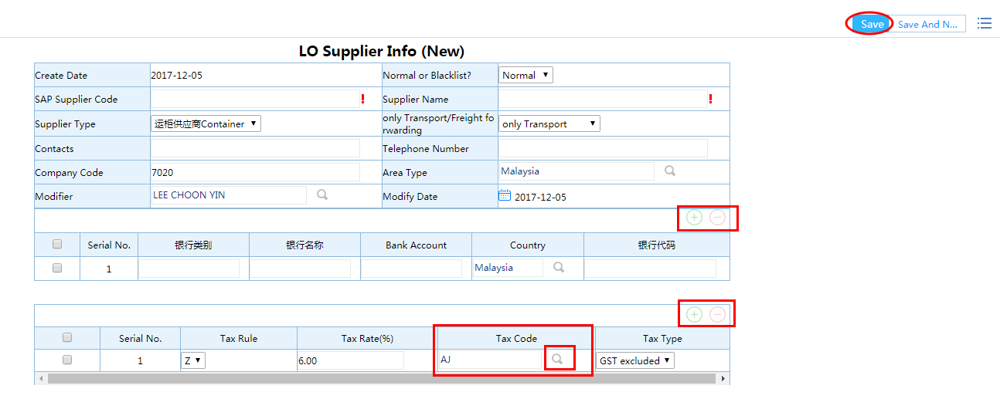 Save
Save And N...
LO Supplier Info (New)
Create Date 2017-12-05 Normal or Blacklist? Normal
SAP Supplier Code ! Supplier Name !
Supplier Type 运柜供应商Container only Transport/Freight fo
rwarding only Transport
Contacts Telephone Number
Company Code 7020 Area Type Malaysia
Modifier LEE CHOON YIN Modify Date 2017-12-05
Serial No. 银行类别 银行名称 Bank Account Country 银行代码
1 Malaysia
Serial No. Tax Rule Tax Rate(%) Tax Code Tax Type
1 Z 6.00 AJ GST excluded